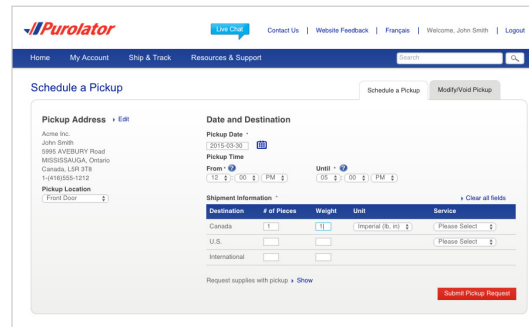 Purolator
Live Chat
Contact Us | Website Feedback | Français | Welcome, John Smith | Logout
Home My Account Ship & Track Resources & Support Search
Schedule a Pickup
Schedule a Pickup Modify/Void Pickup
Pickup Address Edit
Acme Inc.
John Smith
5995 AVEBURY Road
MISSISSAUGA, Ontario
Canada, L5R 3T8
1-(416)555-1212
Pickup Location
Front Door
Date and Destination
Pickup Date *
2015-03-30
Pickup Time
From * ? Until * ?
12 : 00 PM 05 : 00 PM
Shipment Information * Clear all fields
Destination # of Pieces Weight Unit Service
Canada 1 1 Imperial (lb. in) Please Select
U.S. Please Select
International
Request supplies with pickup Show
Submit Pickup Request